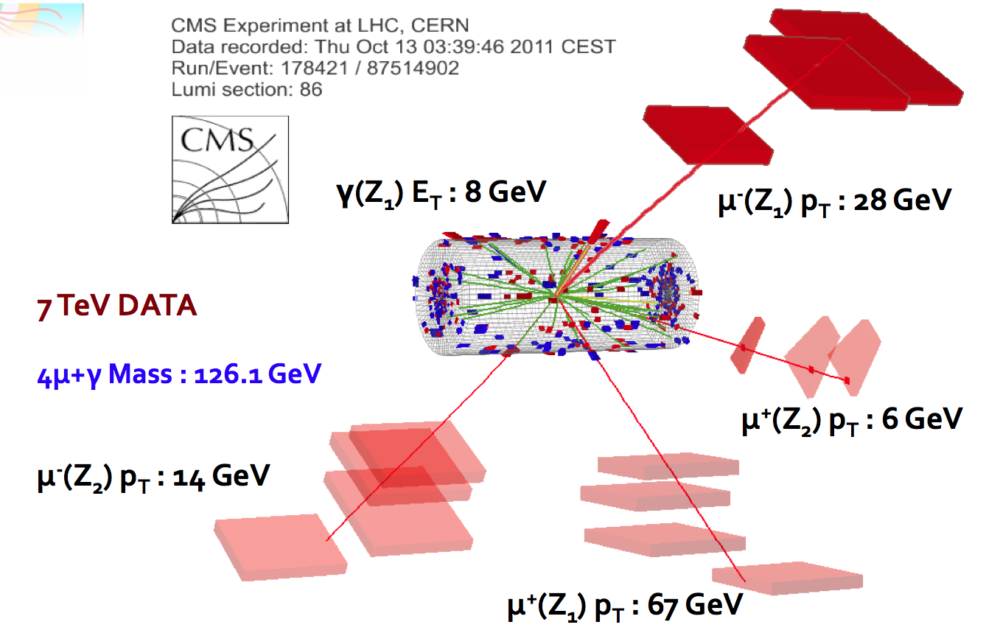 CMS Experiment at LHC, CERN
Data recorded: Thu Oct 13 03:39:46 2011 CEST
Run/Event: 178421 / 87514902
Lumi section: 86
CMS
γ(Z₁) E_T : 8 GeV
μ⁻(Z₁) p_T : 28 GeV
7 TeV DATA
4μ+γ Mass : 126.1 GeV
μ⁺(Z₂) p_T : 6 GeV
μ⁻(Z₂) p_T : 14 GeV
μ⁺(Z₁) p_T : 67 GeV